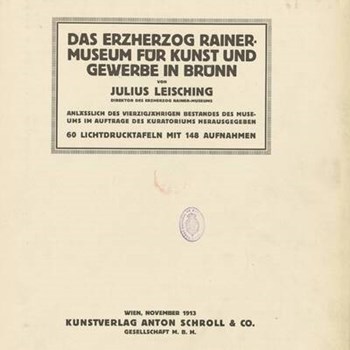 DAS ERZHERZOG RAINER-
MUSEUM FÜR KUNST UND
GEWERBE IN BRÜNN
VON
JULIUS LEISCHING
DIREKTOR DES ERZHERZOG RAINER-MUSEUMS
ANLÄSSLICH DES VIERZIGJÄHRIGEN BESTANDES DES MUSE-
UMS IM AUFTRAGE DES KURATORIUMS HERAUSGEGEBEN
60 LICHTDRUCKTAFELN MIT 148 AUFNAHMEN
WIEN, NOVEMBER 1913
KUNSTVERLAG ANTON SCHROLL & CO.
GESELLSCHAFT M. B. H.